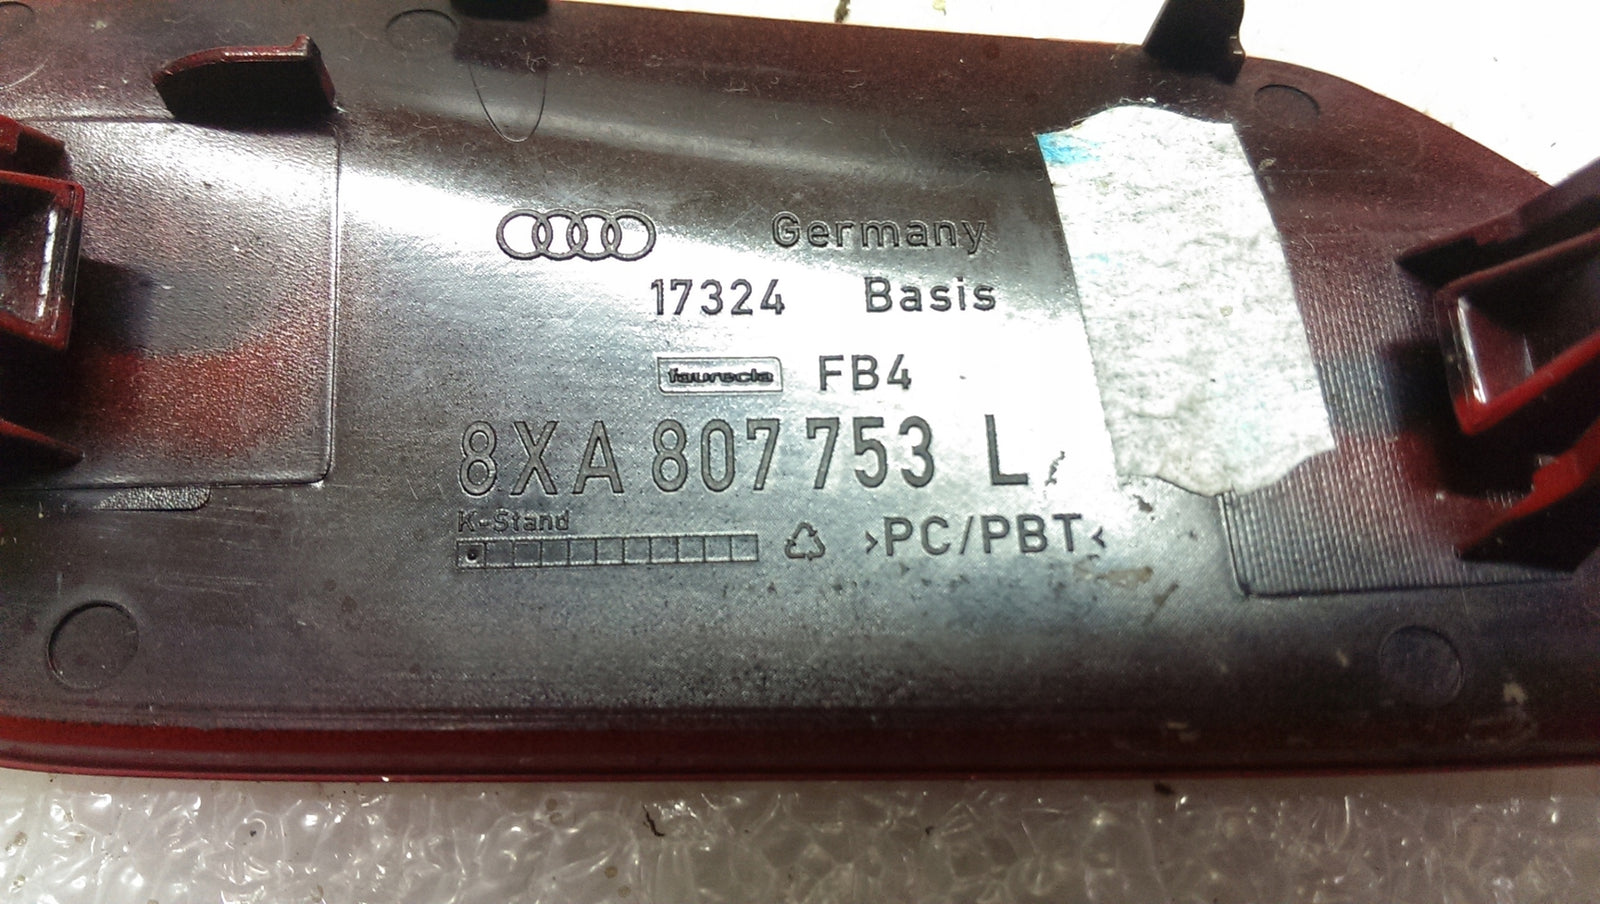 Germany
17324 Basis
faurecia FB4
8XA 807 753 L
K-Stand
>PC/PBT<